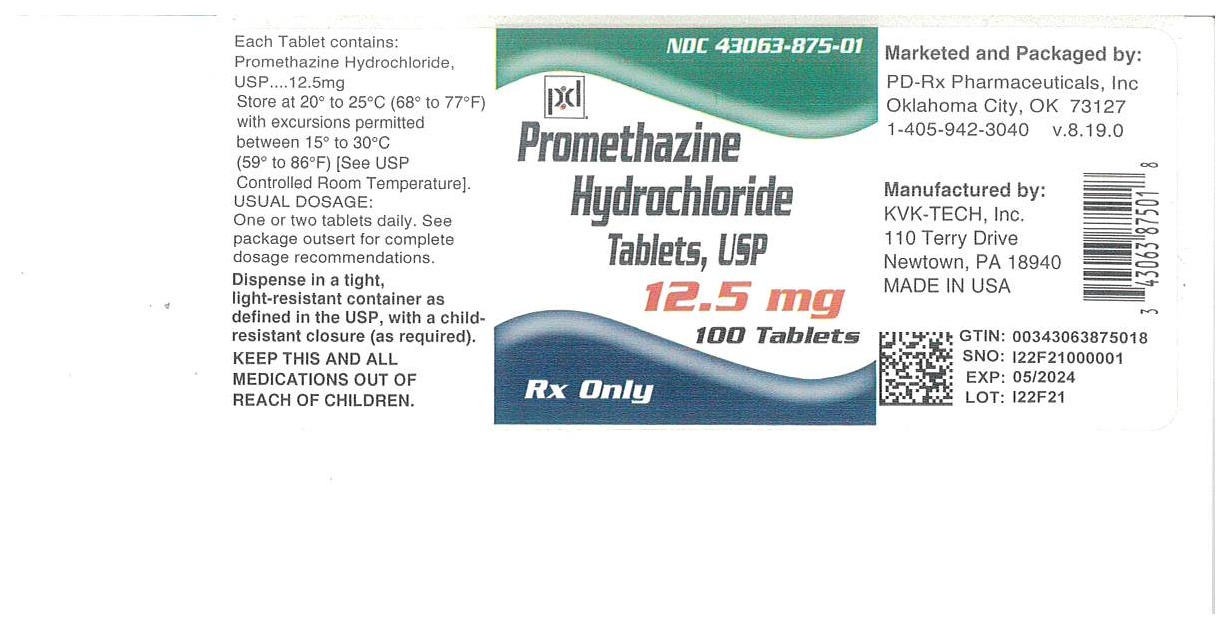 Each Tablet contains:
Promethazine Hydrochloride,
USP....12.5mg
Store at 20° to 25°C (68° to 77°F)
with excursions permitted
between 15° to 30°C
(59° to 86°F) [See USP
Controlled Room Temperature].
USUAL DOSAGE:
One or two tablets daily. See
package outsert for complete
dosage recommendations.
Dispense in a tight,
light-resistant container as
defined in the USP, with a child-
resistant closure (as required).
KEEP THIS AND ALL
MEDICATIONS OUT OF
REACH OF CHILDREN.
NDC 43063-875-01
pd
Promethazine
Hydrochloride
Tablets, USP
12.5 mg
100 Tablets
Rx Only
Marketed and Packaged by:
PD-Rx Pharmaceuticals, Inc
Oklahoma City, OK 73127
1-405-942-3040 v.8.19.0
Manufactured by:
KVK-TECH, Inc.
110 Terry Drive
Newtown, PA 18940
MADE IN USA
3 43063 87501 8
GTIN: 00343063875018
SNO: I22F21000001
EXP: 05/2024
LOT: I22F21